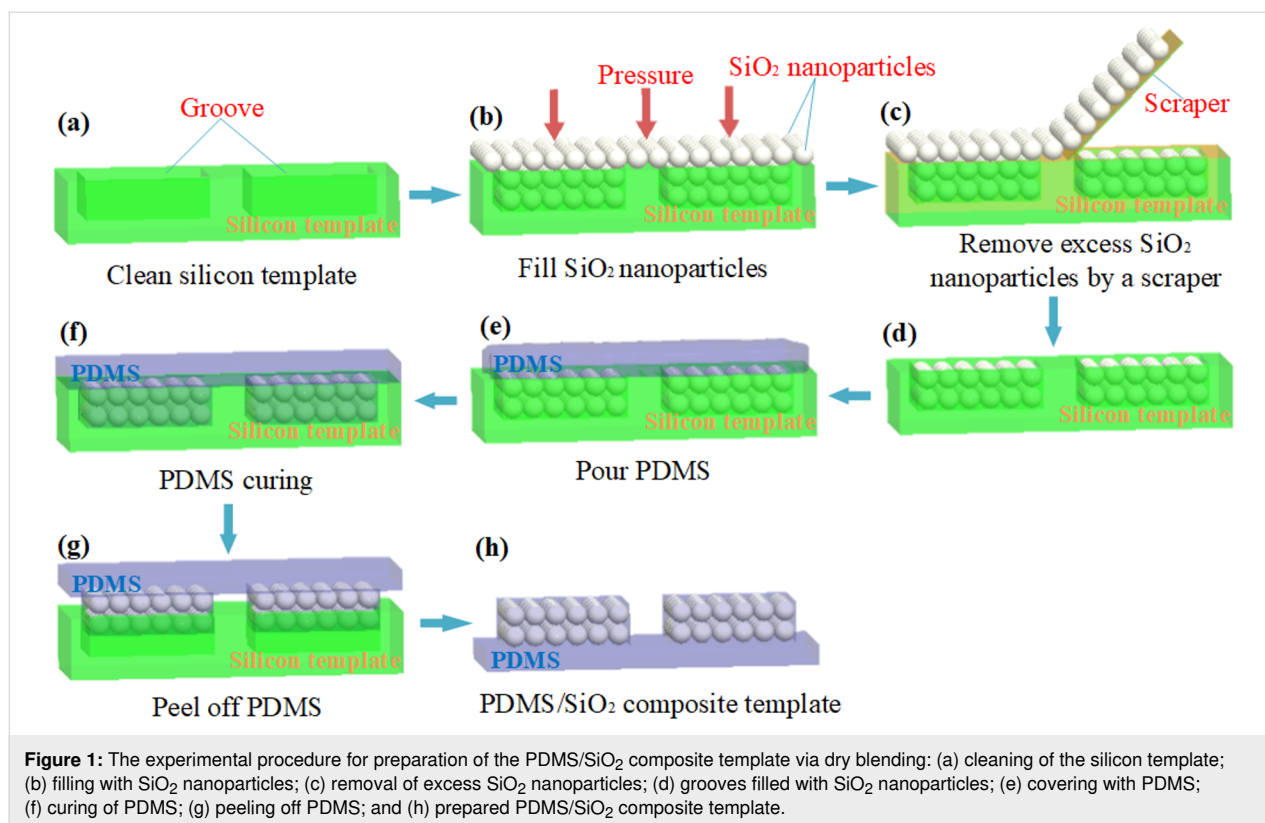 (a)
Groove
Silicon template
Clean silicon template
(b)
Pressure
SiO₂ nanoparticles
Silicon template
Fill SiO₂ nanoparticles
(c)
Scraper
Silicon template
Remove excess SiO₂
nanoparticles by a scraper
(d)
Silicon template
(e)
PDMS
Silicon template
Pour PDMS
(f)
PDMS
Silicon template
PDMS curing
(g)
PDMS
Silicon template
Peel off PDMS
(h)
PDMS
PDMS/SiO₂ composite template
Figure 1: The experimental procedure for preparation of the PDMS/SiO₂ composite template via dry blending: (a) cleaning of the silicon template;
(b) filling with SiO₂ nanoparticles; (c) removal of excess SiO₂ nanoparticles; (d) grooves filled with SiO₂ nanoparticles; (e) covering with PDMS;
(f) curing of PDMS; (g) peeling off PDMS; and (h) prepared PDMS/SiO₂ composite template.